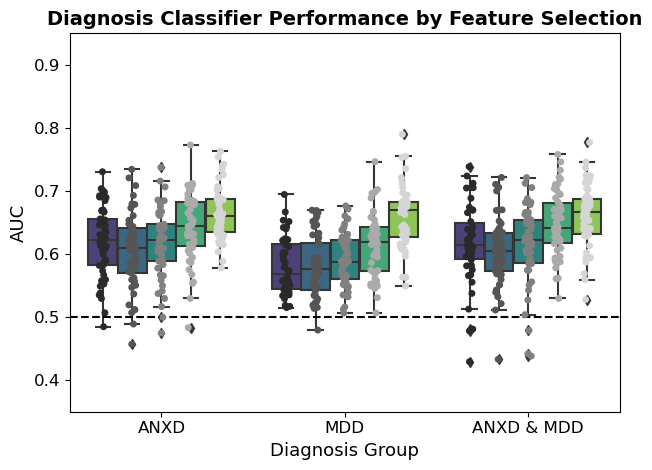 Diagnosis Classifier Performance by Feature Selection
0.9
0.8
0.7
0.6
0.5
0.4
AUC
ANXD
MDD
ANXD & MDD
Diagnosis Group